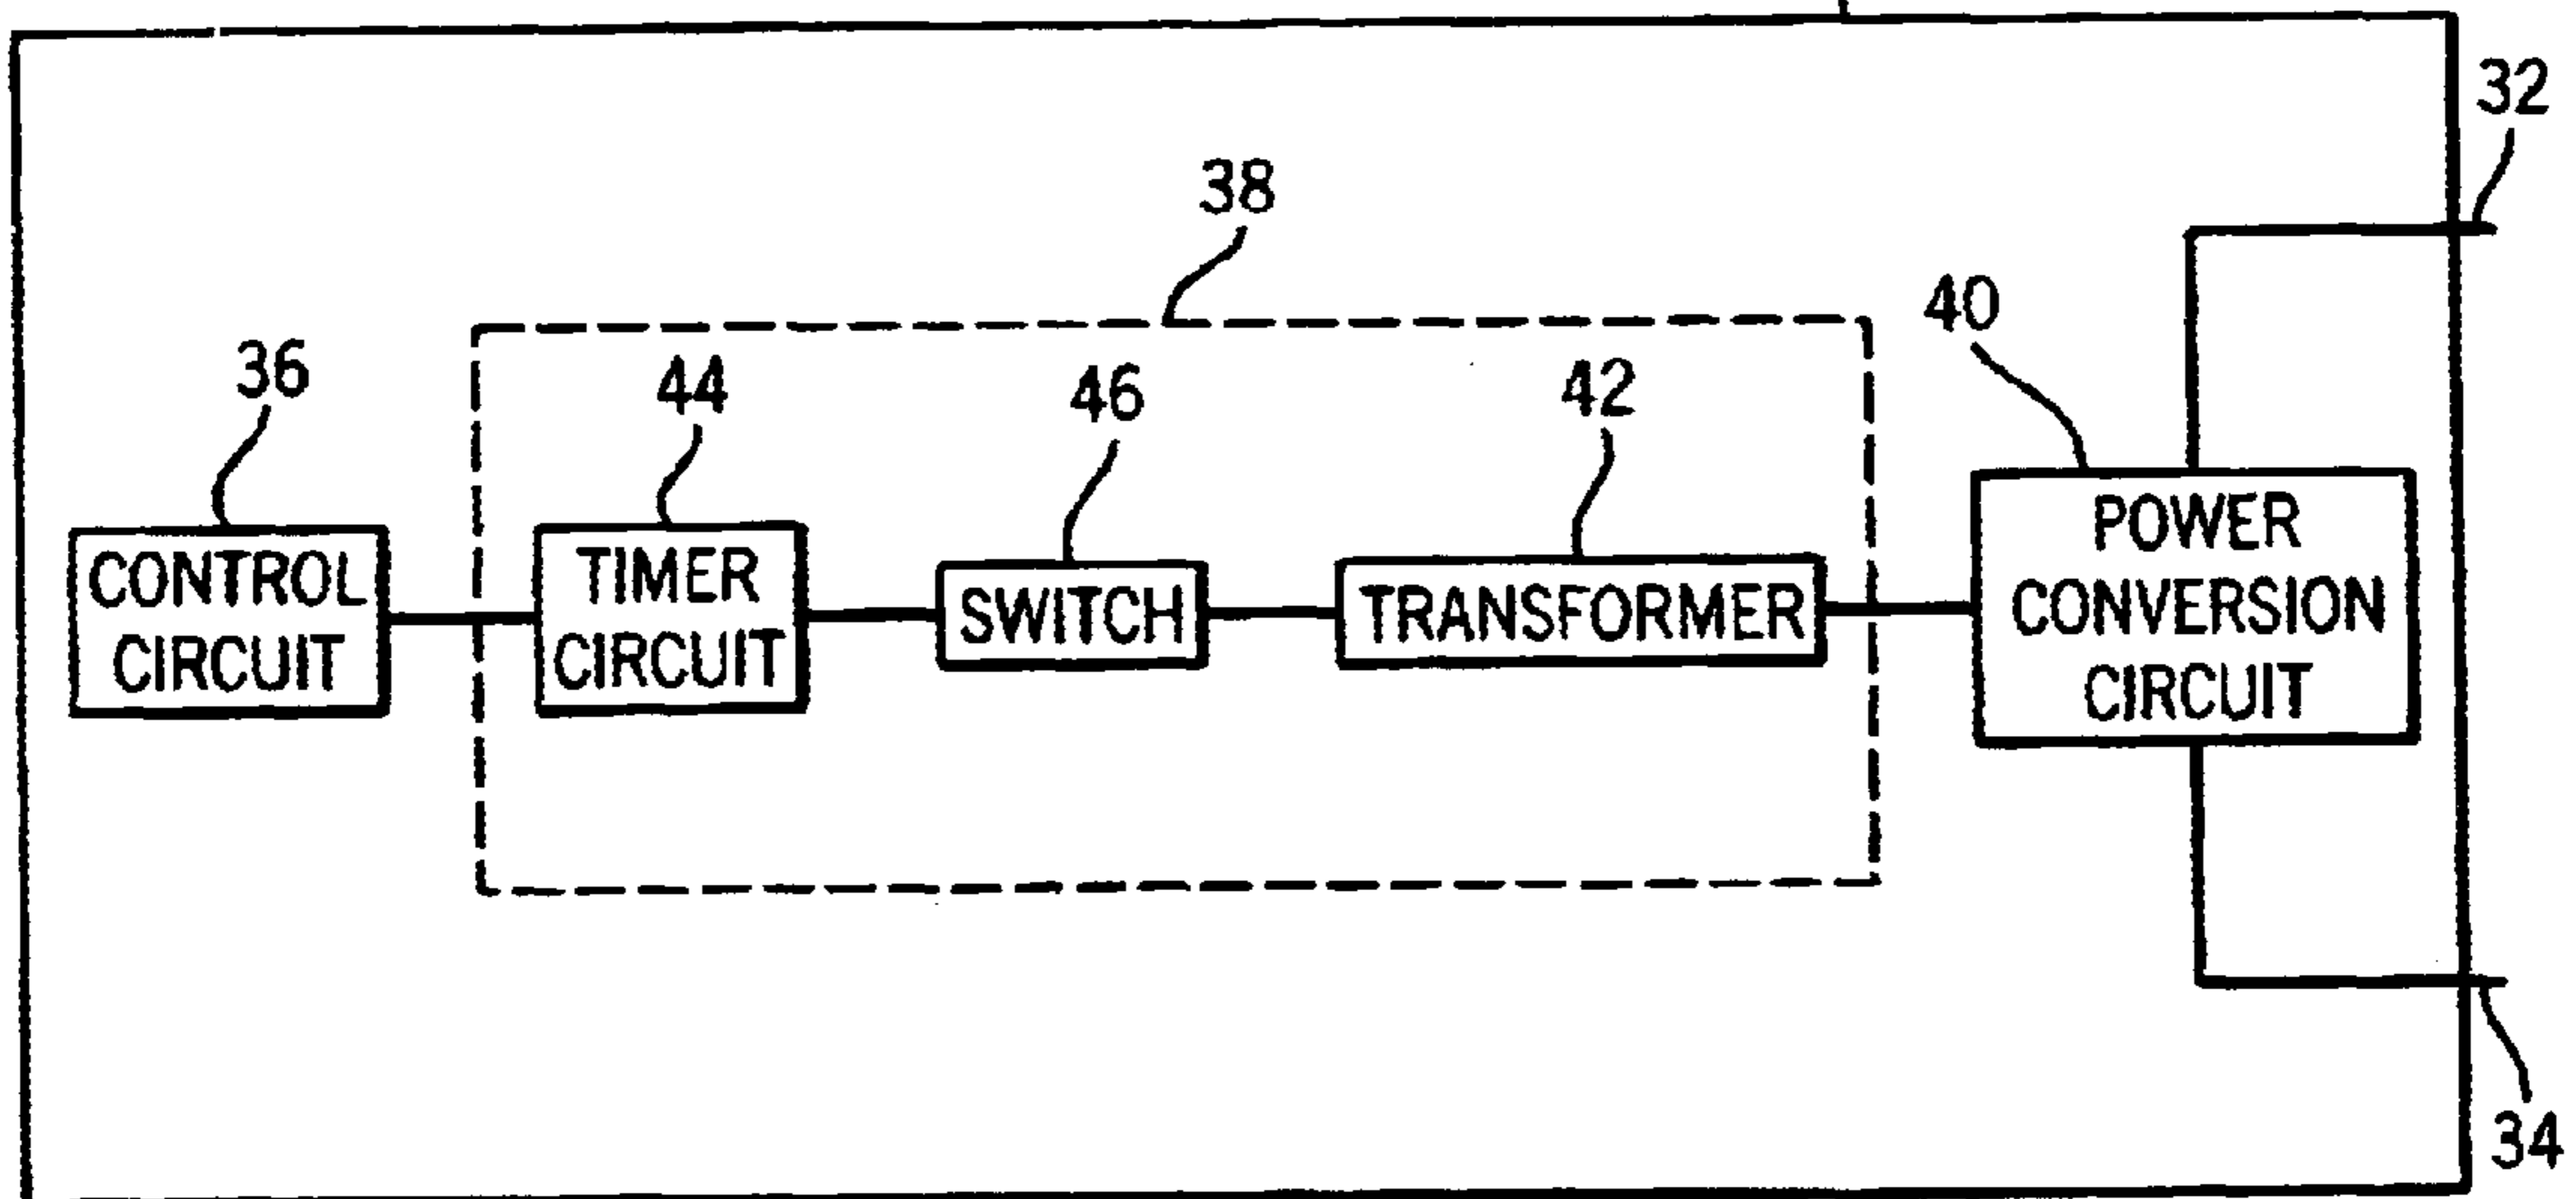 32
38
40
36
44
46
42
CONTROL
CIRCUIT
TIMER
CIRCUIT
SWITCH
TRANSFORMER
POWER
CONVERSION
CIRCUIT
34